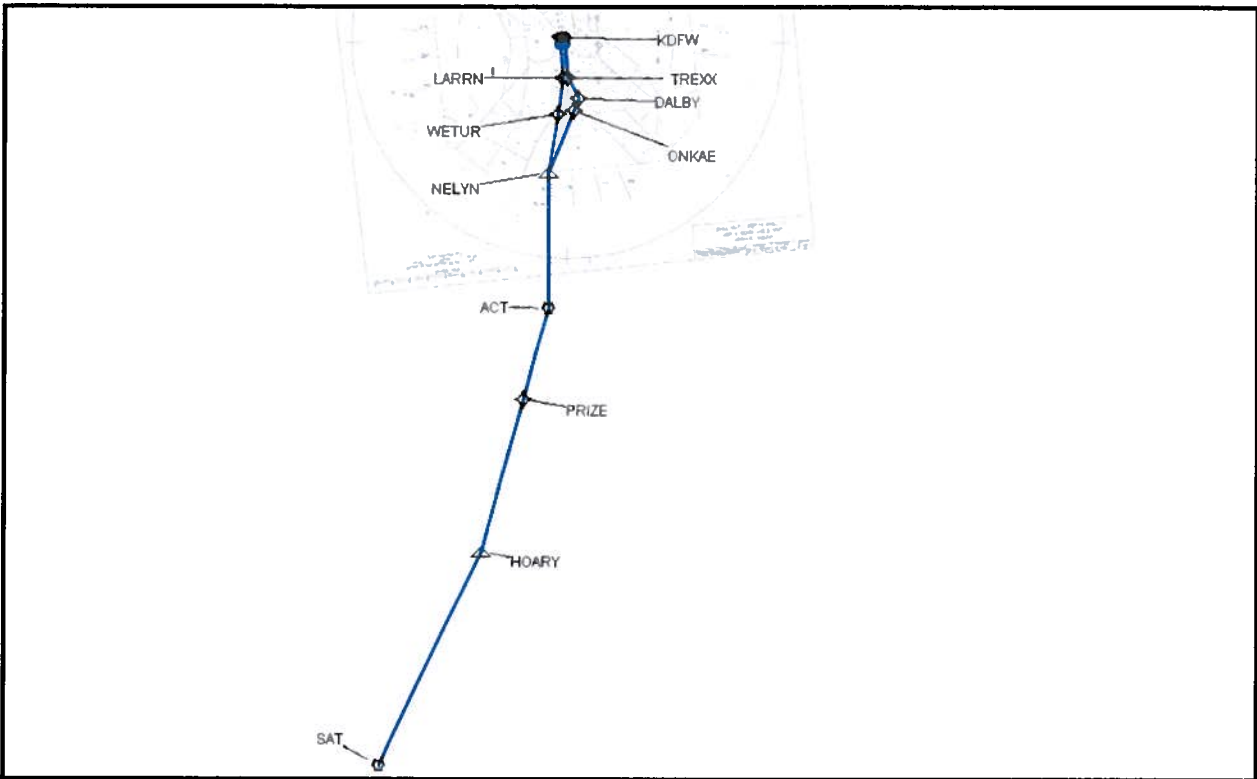 KDFW
LARRN
TREXX
DALBY
WETUR
ONKAE
NELYN
ACT
PRIZE
HOARY
SAT